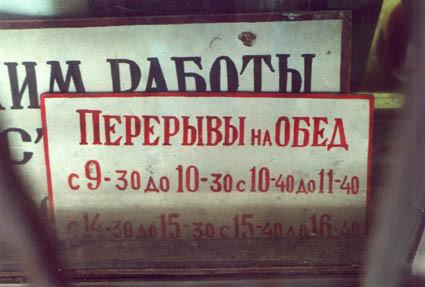 ИМ РАБОТЫ
ПЕРЕРЫВЫ НА ОБЕД
С 9-30 ДО 10-30 С 10-40 ДО 11-40
С 14-30 ДО 15-30 С 15-40 ДО 16-40